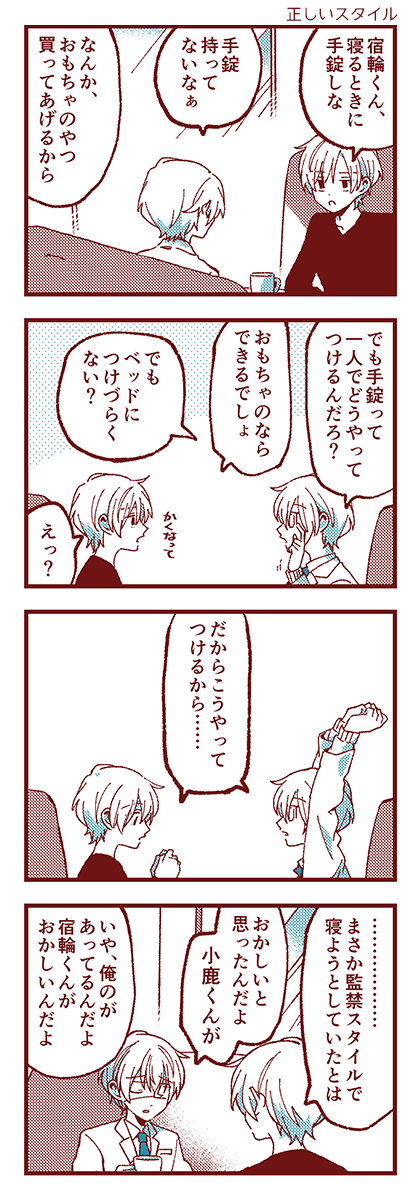 正しいスタイル
宿輪くん、
寝るときに
手錠しな
手錠
持って
ないなぁ
なんか、
おもちゃのやつ
買ってあげるから
でも手錠って
一人でどうやって
つけるんだろ？
おもちゃのなら
できるでしょ
でも
ベッドに
つけづらく
ない？
かくなって
えっ？
だからこうやって
つけるから……
………………
まさか監禁スタイルで
寝ようとしていたとは
おかしいと
思ったんだよ
小鹿くんが
いや、俺のが
あってるんだよ
宿輪くんが
おかしいんだよ